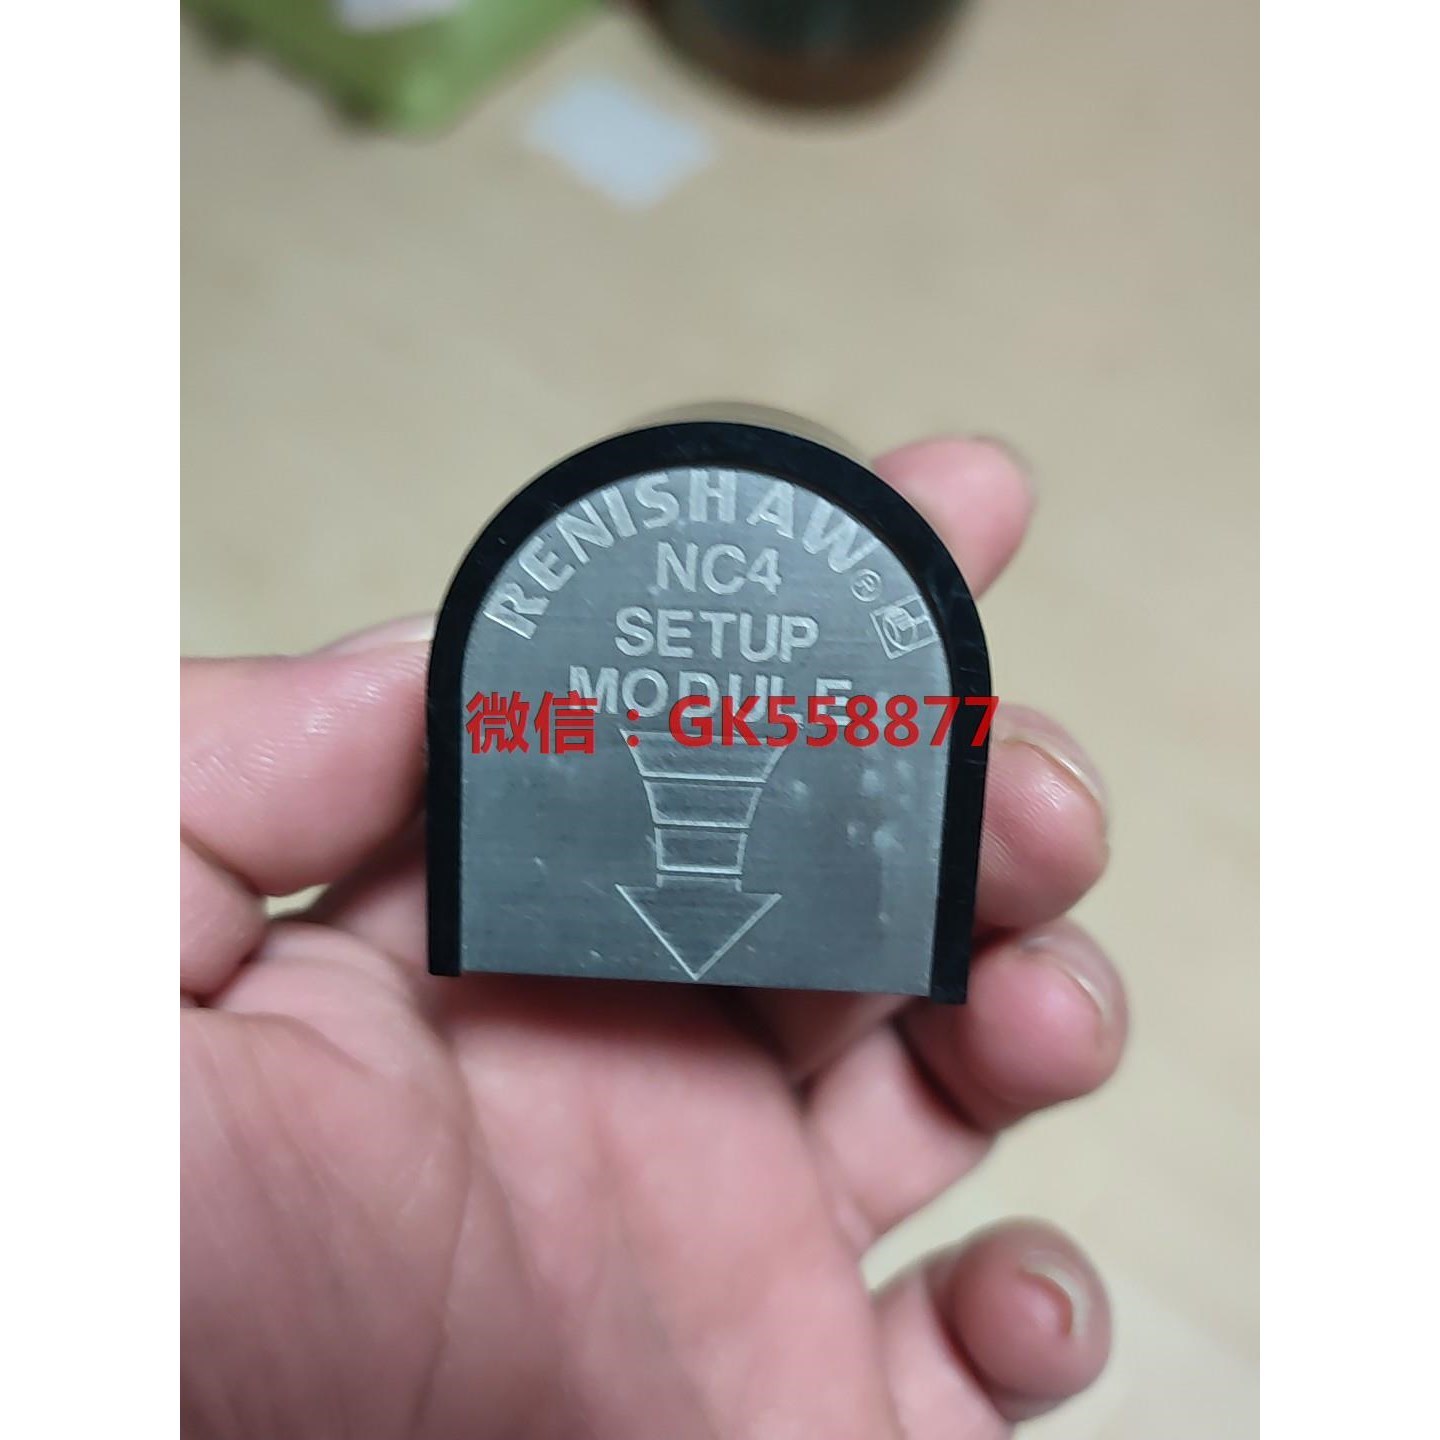 RENISHAW®
NC4
SETUP
MODULE
微信：GK558877